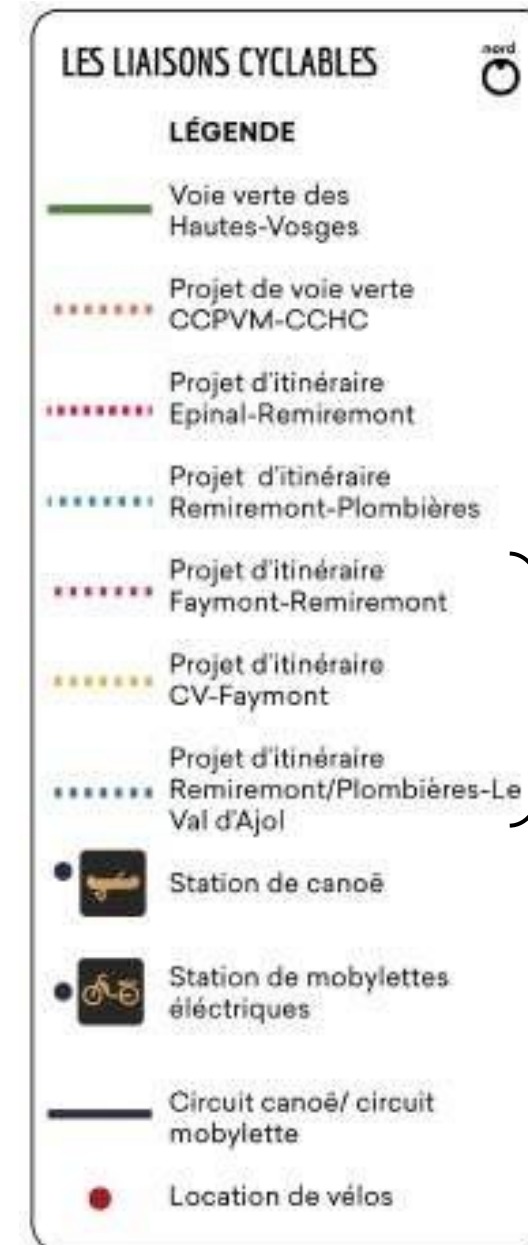 LES LIAISONS CYCLABLES
nord
LÉGENDE
Voie verte des
Hautes-Vosges
Projet de voie verte
CCPVM-CCHC
Projet d'itinéraire
Epinal-Remiremont
Projet d'itinéraire
Remiremont-Plombières
Projet d'itinéraire
Faymont-Remiremont
Projet d'itinéraire
CV-Faymont
Projet d'itinéraire
Remiremont/Plombières-Le
Val d'Ajol
Station de canoë
Station de mobylettes
éléctriques
Circuit canoë/ circuit
mobylette
Location de vélos